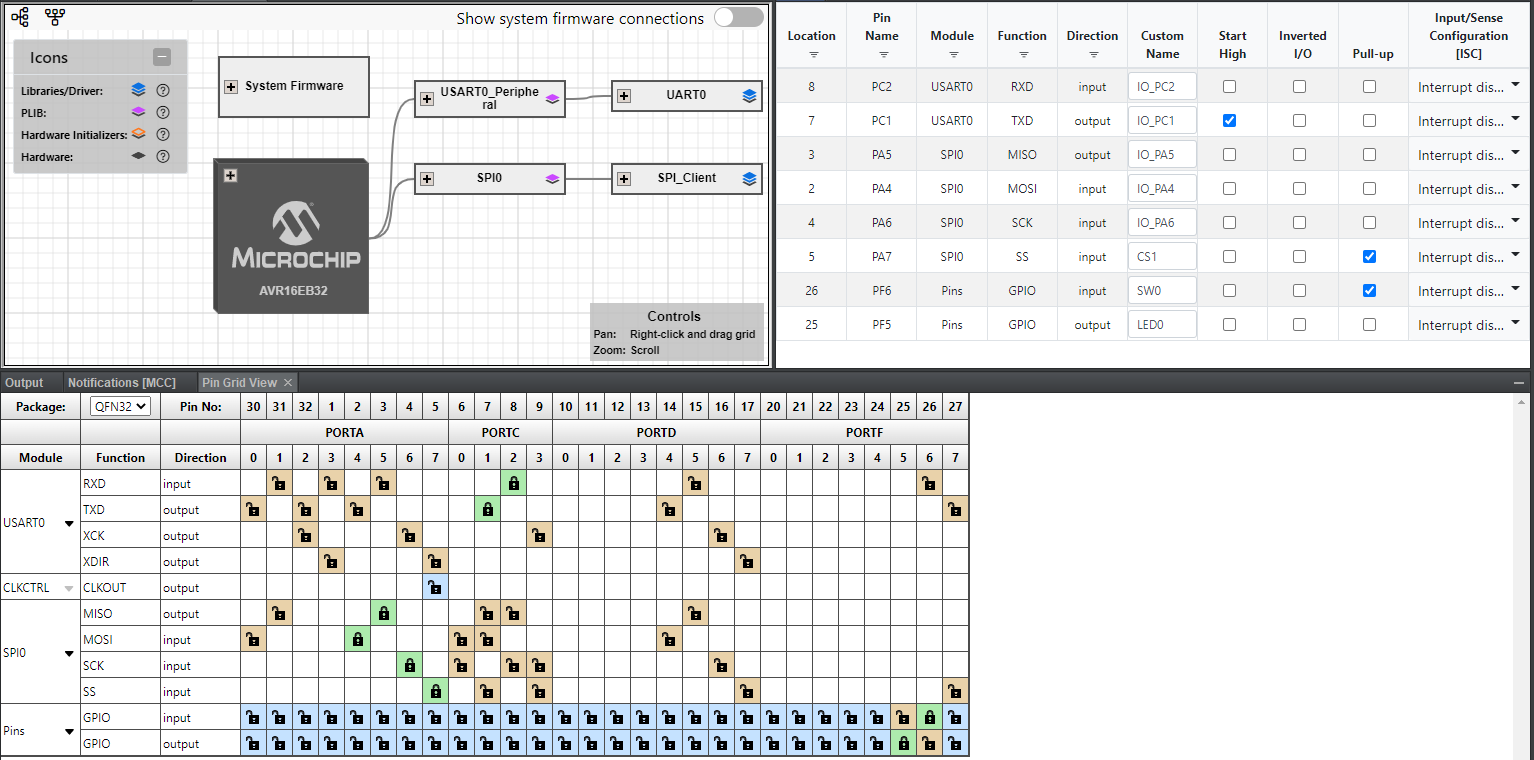 Show system firmware connections
Icons
Libraries/Driver: ?
PLIB: ?
Hardware Initializers: ?
Hardware: ?
System Firmware
USART0_Periphe
ral
UART0
SPI0
SPI_Client
MICROCHIP
AVR16EB32
Controls
Pan: Right-click and drag grid
Zoom: Scroll
Location Pin Name Module Function Direction Custom Name Start High Inverted I/O Pull-up Input/Sense Configuration [ISC]
8 PC2 USART0 RXD input IO_PC2 Interrupt dis...
7 PC1 USART0 TXD output IO_PC1 Interrupt dis...
3 PA5 SPI0 MISO output IO_PA5 Interrupt dis...
2 PA4 SPI0 MOSI input IO_PA4 Interrupt dis...
4 PA6 SPI0 SCK input IO_PA6 Interrupt dis...
5 PA7 SPI0 SS input CS1 Interrupt dis...
26 PF6 Pins GPIO input SW0 Interrupt dis...
25 PF5 Pins GPIO output LED0 Interrupt dis...
Output Notifications [MCC] Pin Grid View
Package: QFN32 Pin No: 30 31 32 1 2 3 4 5 6 7 8 9 10 11 12 13 14 15 16 17 20 21 22 23 24 25 26 27
PORTA PORTC PORTD PORTF
Module Function Direction 0 1 2 3 4 5 6 7 0 1 2 3 0 1 2 3 4 5 6 7 0 1 2 3 4 5 6 7
USART0
RXD input
TXD output
XCK output
XDIR output
CLKCTRL CLKOUT output
SPI0
MISO output
MOSI input
SCK input
SS input
Pins
GPIO input
GPIO output